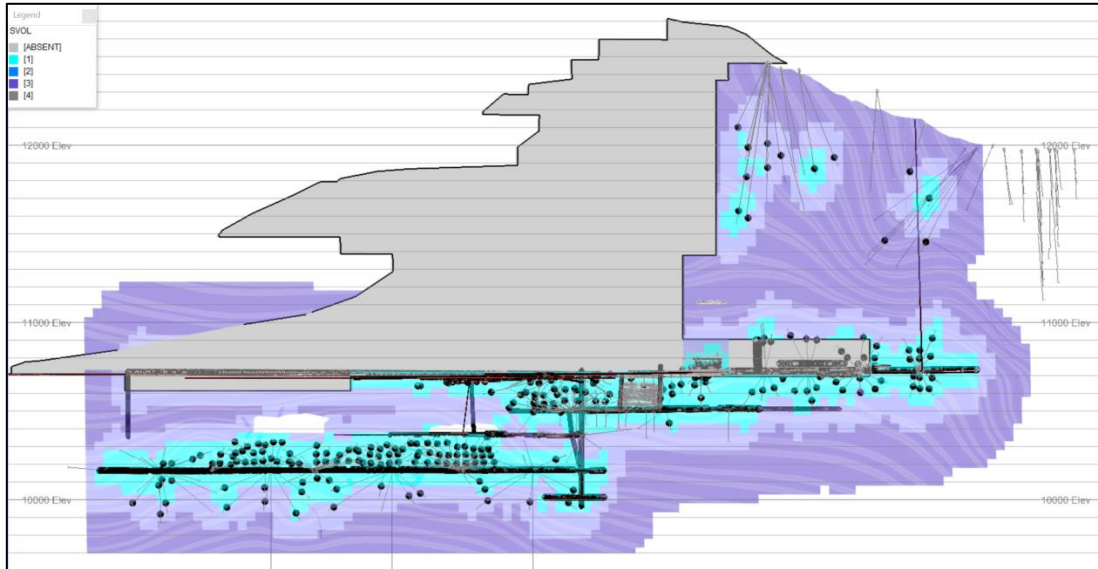 Legend
SVOL
[ABSENT]
[1]
[2]
[3]
[4]
12000 Elev
12000 Elev
11000 Elev
11000 Elev
10000 Elev
10000 Elev